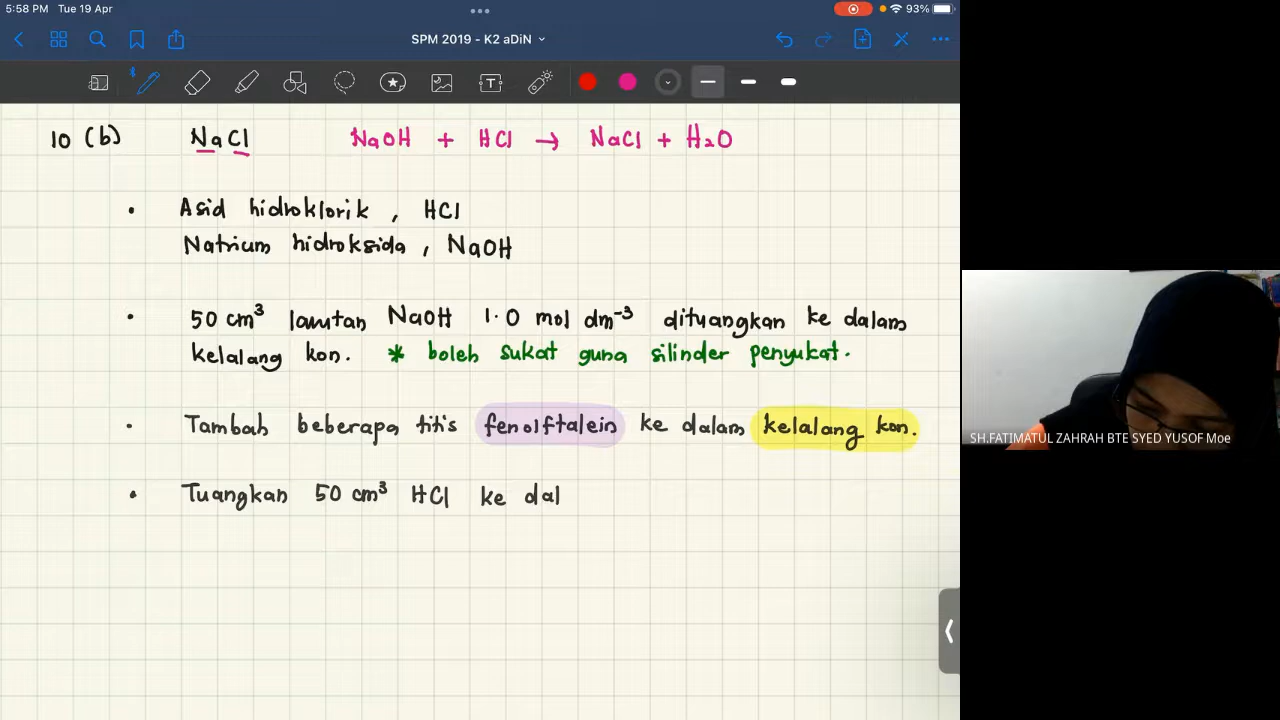 5:58 PM Tue 19 Apr
93%
SPM 2019 - K2 aDiN
10 (b) NaCl NaOH + HCl → NaCl + H₂O
• Asid hidroklorik , HCl
Natrium hidroksida , NaOH
• 50 cm³ larutan NaOH 1.0 mol dm⁻³ dituangkan ke dalam
kelalang kon. * boleh sukat guna silinder penyukat.
• Tambah beberapa titis fenolftalein ke dalam kelalang kon.
• Tuangkan 50 cm³ HCl ke dal
SH.FATIMATUL ZAHRAH BTE SYED YUSOF Moe